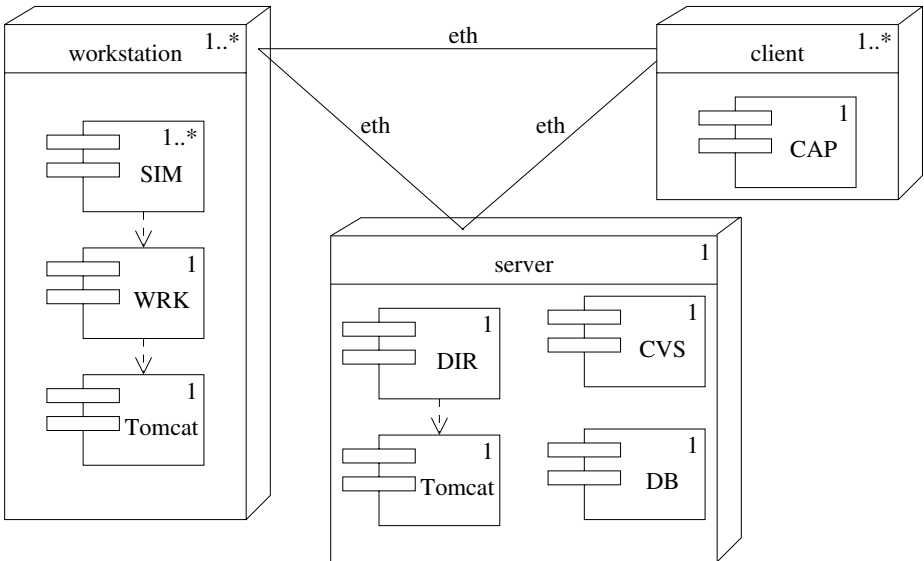 workstation
1..*
SIM
1..*
WRK
1
Tomcat
1
eth
eth
eth
client
1..*
CAP
1
server
1
DIR
1
CVS
1
Tomcat
1
DB
1